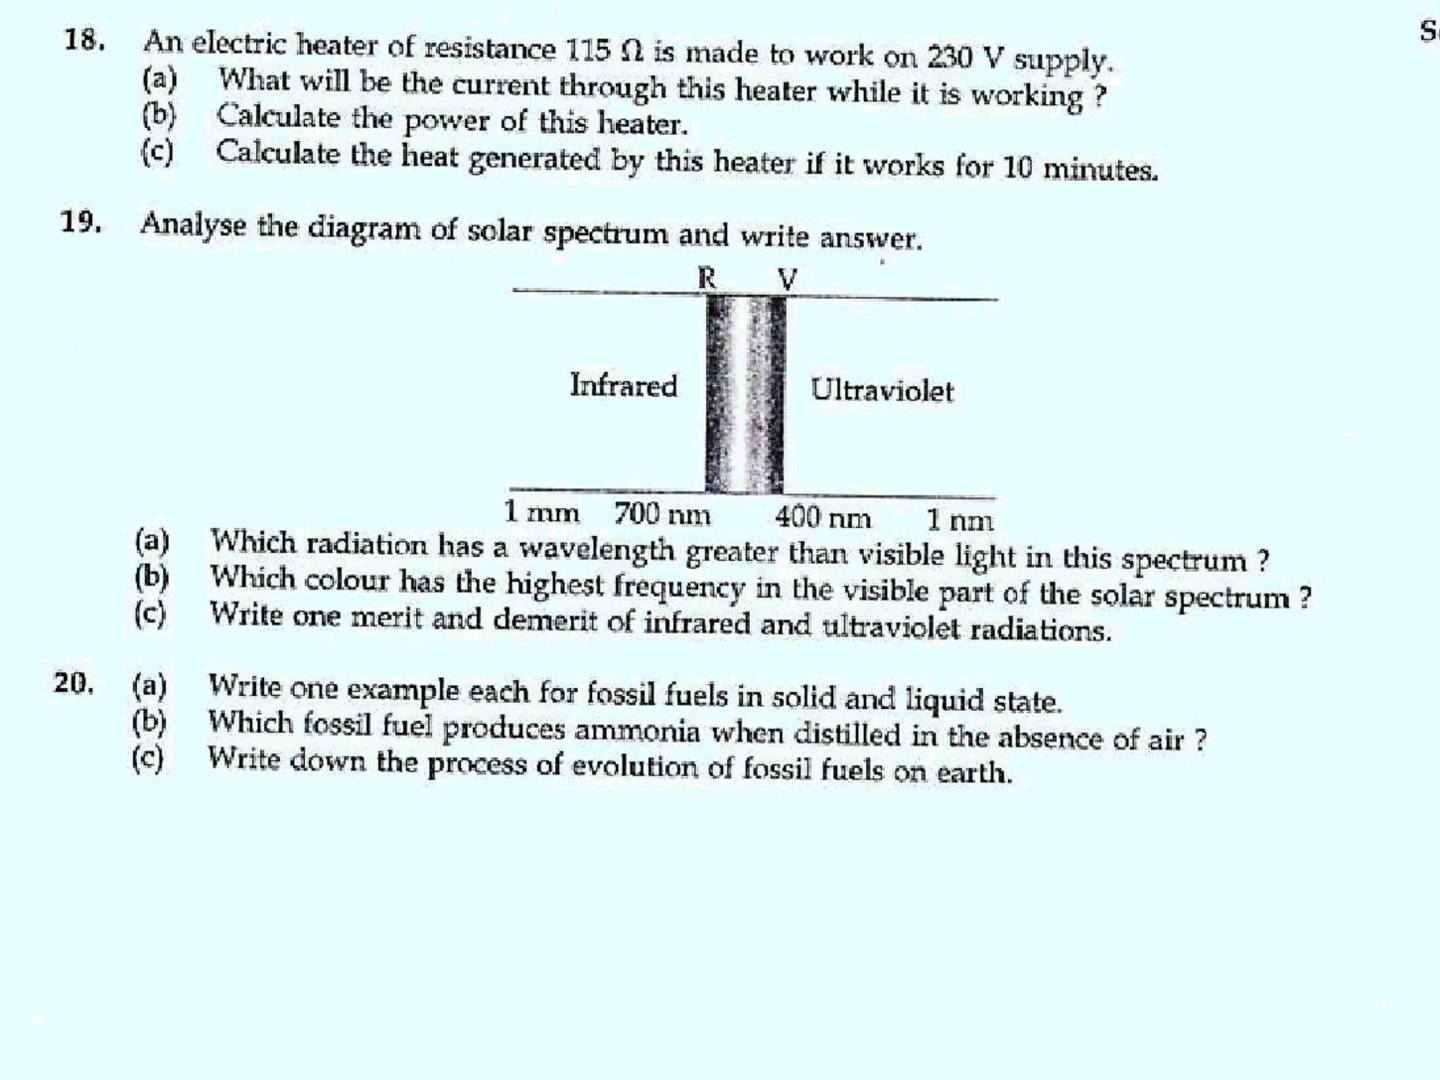 S
18. An electric heater of resistance 115 Ω is made to work on 230 V supply.
(a) What will be the current through this heater while it is working ?
(b) Calculate the power of this heater.
(c) Calculate the heat generated by this heater if it works for 10 minutes.
19. Analyse the diagram of solar spectrum and write answer.
R V
Infrared Ultraviolet
1 mm 700 nm 400 nm 1 nm
(a) Which radiation has a wavelength greater than visible light in this spectrum ?
(b) Which colour has the highest frequency in the visible part of the solar spectrum ?
(c) Write one merit and demerit of infrared and ultraviolet radiations.
20. (a) Write one example each for fossil fuels in solid and liquid state.
(b) Which fossil fuel produces ammonia when distilled in the absence of air ?
(c) Write down the process of evolution of fossil fuels on earth.